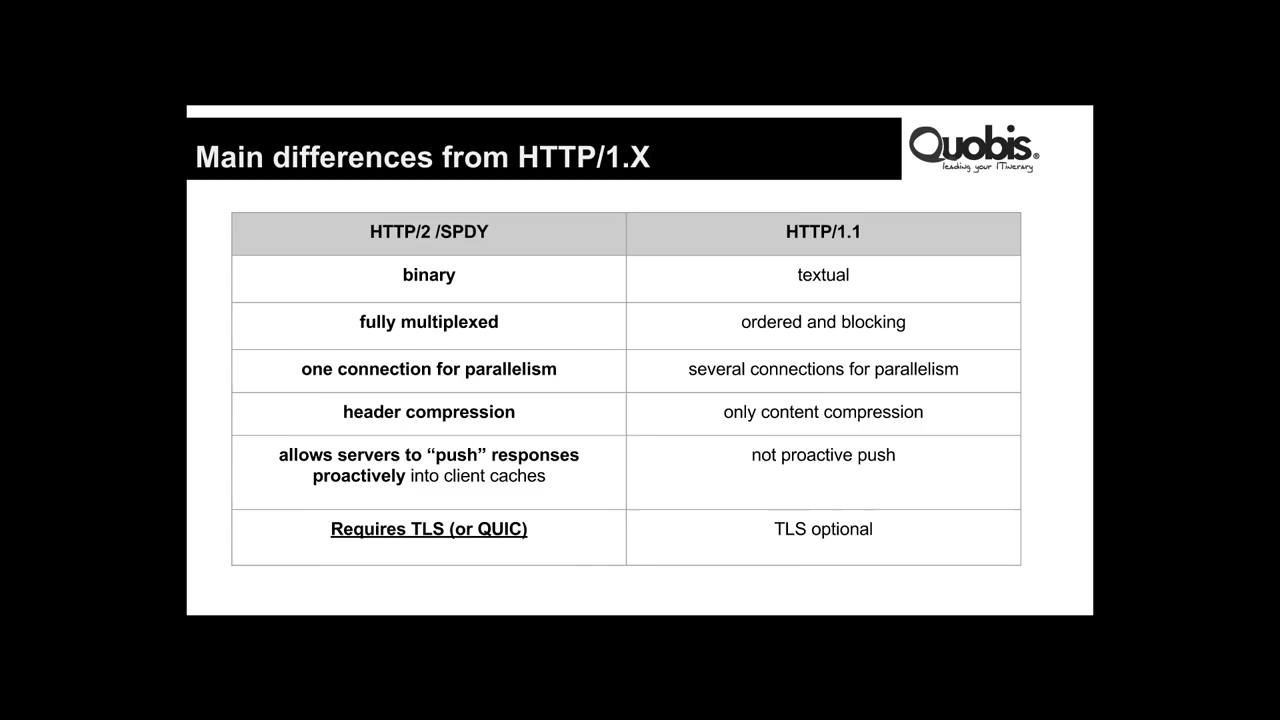 Main differences from HTTP/1.X
Quobis®
leading your ITinerary
HTTP/2 /SPDY
HTTP/1.1
binary
textual
fully multiplexed
ordered and blocking
one connection for parallelism
several connections for parallelism
header compression
only content compression
allows servers to “push” responses
proactively into client caches
not proactive push
Requires TLS (or QUIC)
TLS optional